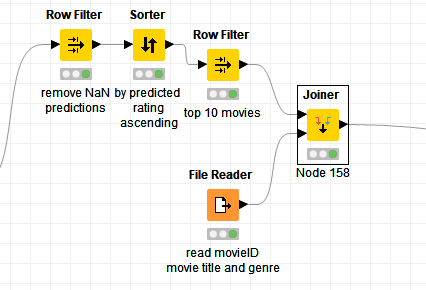 Row Filter
remove NaN
predictions
Sorter
by predicted
rating
ascending
Row Filter
top 10 movies
Joiner
Node 158
File Reader
read movieID
movie title and genre